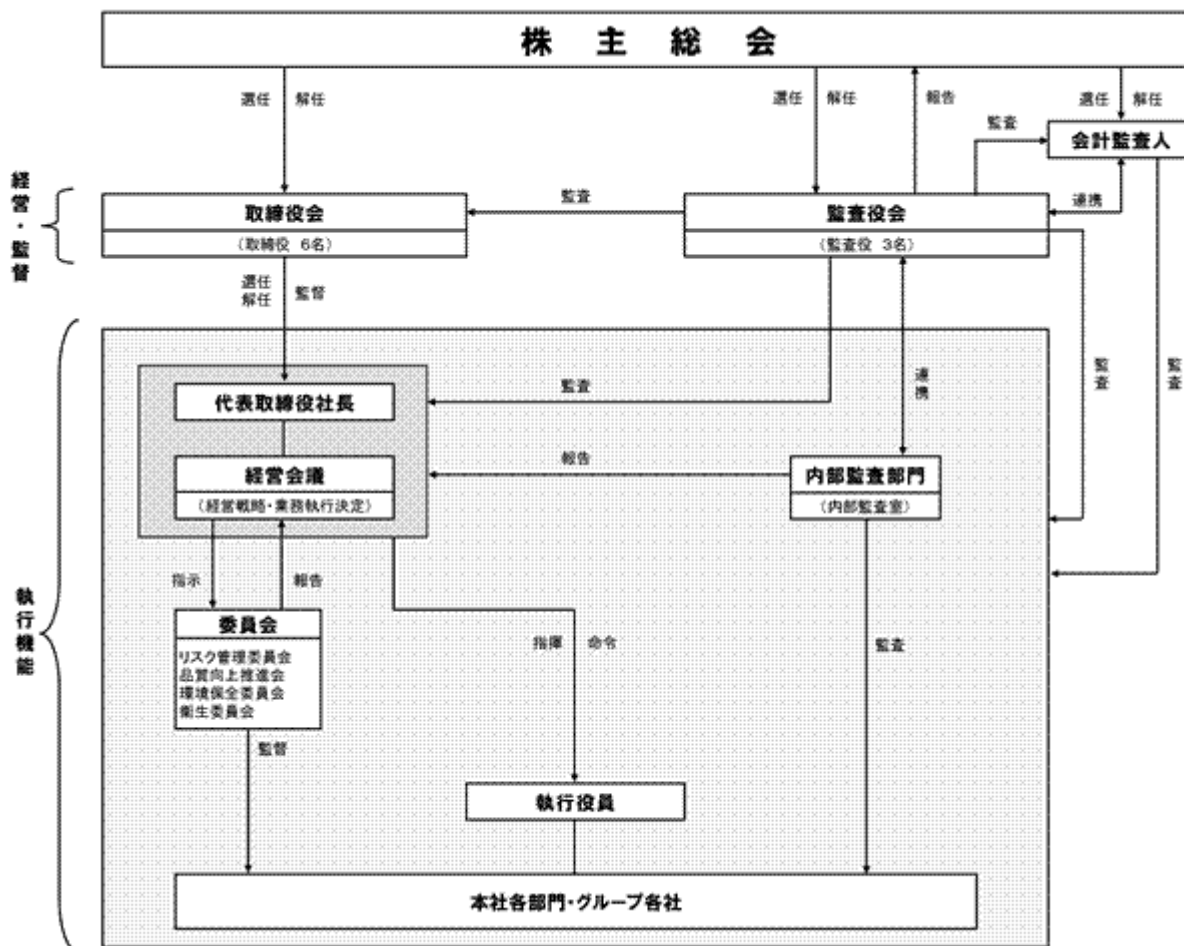 株主総会
選任 解任
選任 解任
報告
選任 解任
監査
会計監査人
経営・監督
取締役会
(取締役 6名)
監査
監査役会
(監査役 3名)
連携
選任
解任
監督
執行機能
代表取締役社長
監査
連携
監査
監査
経営会議
(経営戦略・業務執行決定)
報告
内部監査部門
(内部監査室)
指示
報告
委員会
リスク管理委員会
品質向上推進会
環境保全委員会
衛生委員会
指揮 命令
監査
監督
執行役員
本社各部門・グループ各社